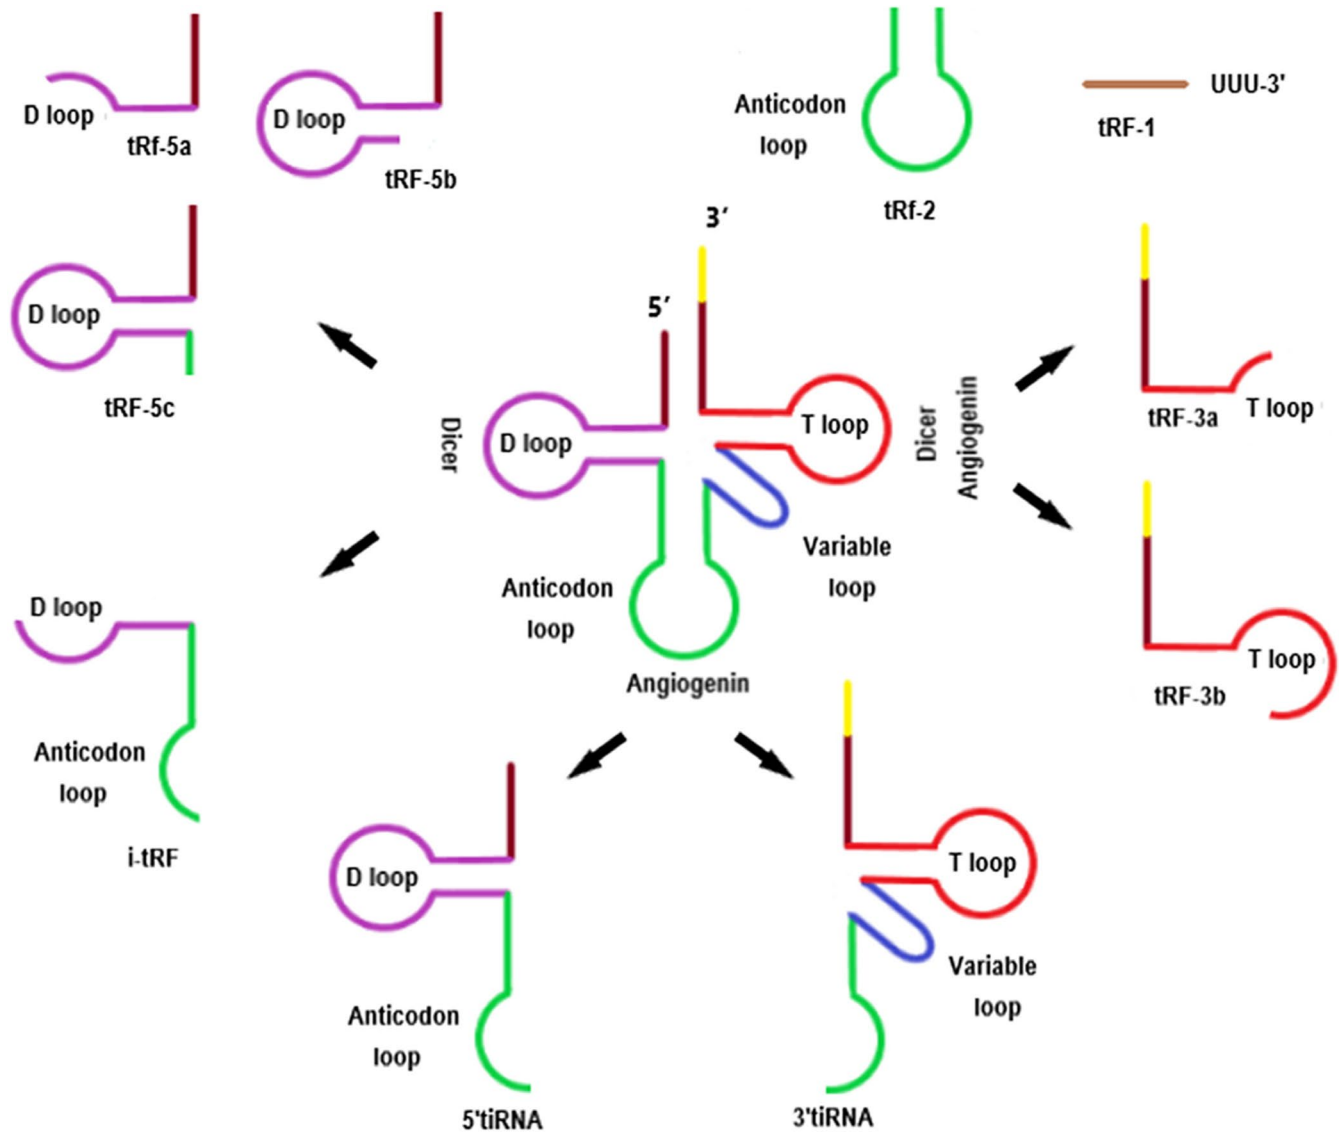 D loop
tRf-5a
D loop
tRF-5b
Anticodon
loop
tRf-2
UUU-3'
tRF-1
D loop
tRF-5c
3′
5′
Dicer
D loop
T loop
Dicer
Angiogenin
Variable
loop
Anticodon
loop
Angiogenin
tRF-3a
T loop
T loop
tRF-3b
D loop
Anticodon
loop
i-tRF
D loop
Anticodon
loop
5'tiRNA
T loop
Variable
loop
3'tiRNA